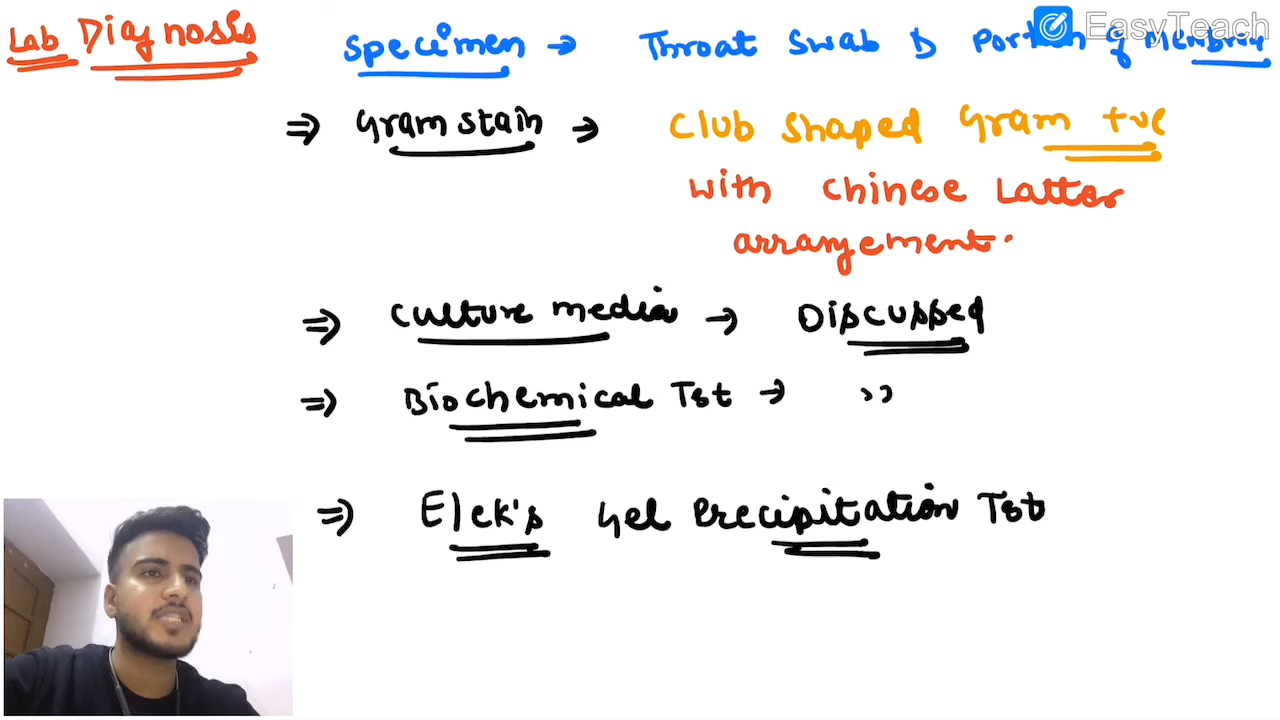 Lab Diagnosis
Specimen → Throat Swab & Portion of Membrane
EasyTeach
⇒ Gram stain → Club shaped Gram +ve
with Chinese Latter
arrangement.
⇒ Culture media → Discussed
⇒ Biochemical Tst → ,,
⇒ Elek's Gel Precipitation Tst